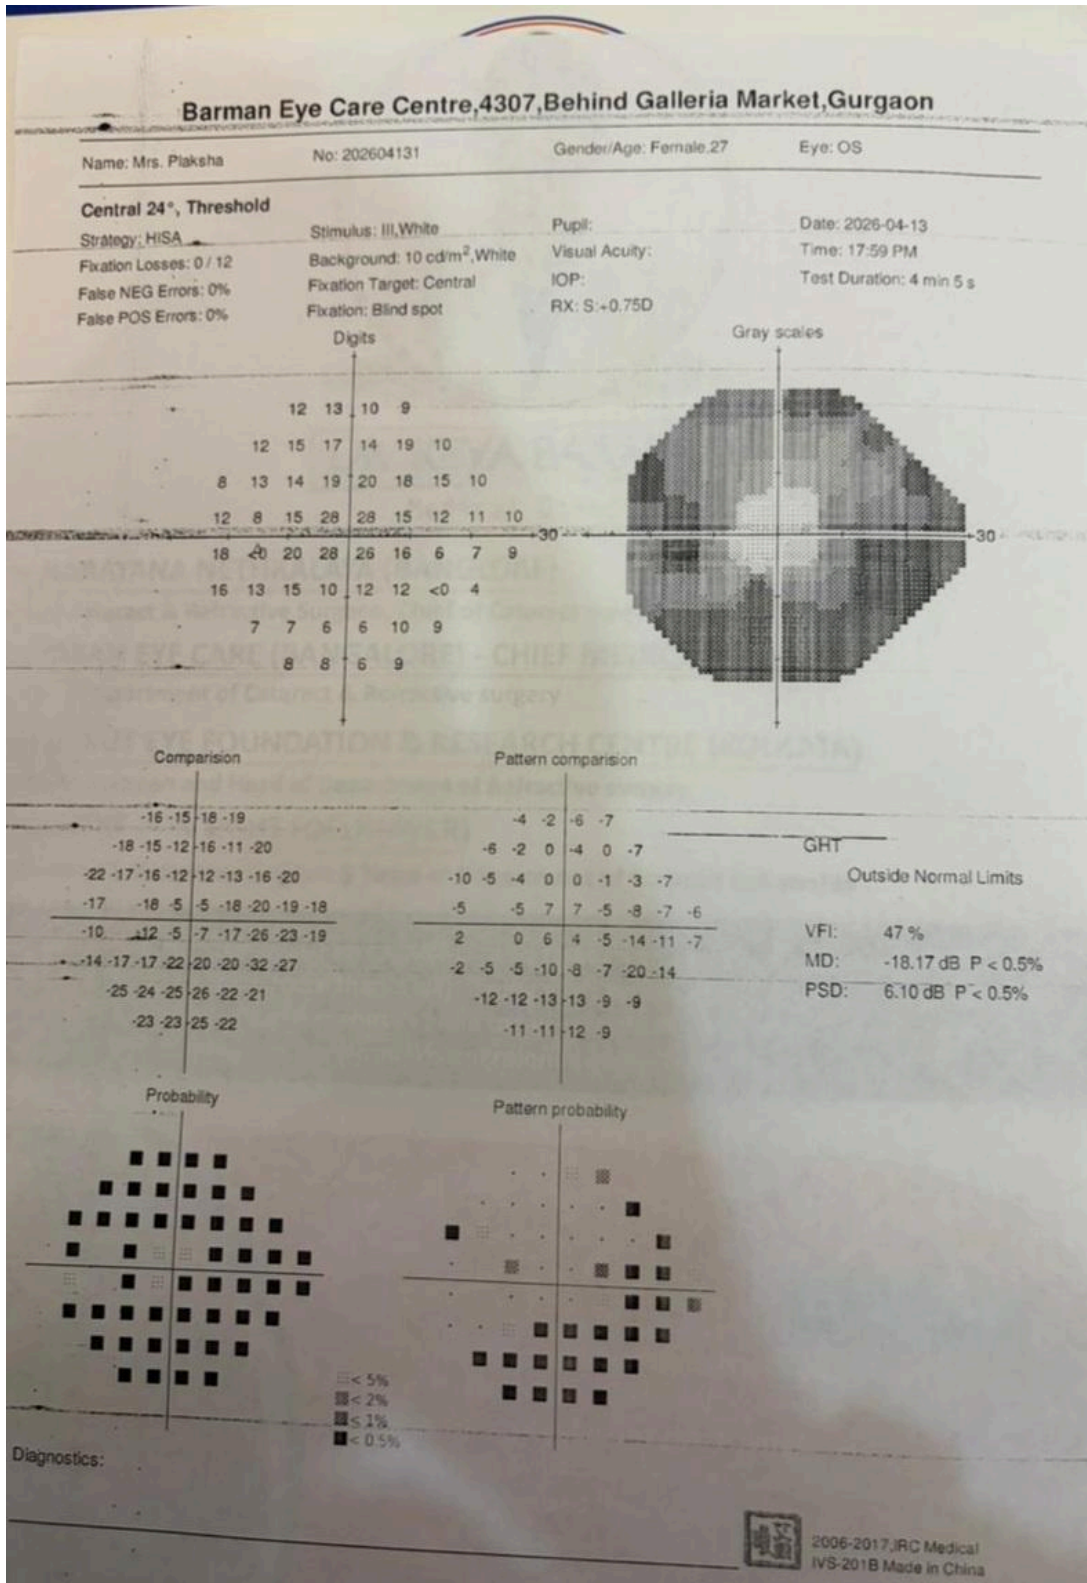 Barman Eye Care Centre,4307,Behind Galleria Market,Gurgaon
Name: Mrs. Plaksha No: 202604131 Gender/Age: Female,27 Eye: OS
Central 24°, Threshold
Strategy: HISA Stimulus: III,White Pupil: Date: 2026-04-13
Fixation Losses: 0 / 12 Background: 10 cd/m²,White Visual Acuity: Time: 17:59 PM
False NEG Errors: 0% Fixation Target: Central IOP: Test Duration: 4 min 5 s
False POS Errors: 0% Fixation: Blind spot RX: S:+0.75D
Digits Gray scales
12 13 10 9
12 15 17 14 19 10
8 13 14 19 20 18 15 10
12 8 15 28 28 15 12 11 10
30 30
18 <0 20 28 26 16 6 7 9
16 13 15 10 12 12 <0 4
7 7 6 6 10 9
8 8 6 9
Comparision Pattern comparision
-16 -15 -18 -19 -4 -2 -6 -7
-18 -15 -12 -16 -11 -20 -6 -2 0 -4 0 -7
-22 -17 -16 -12 -12 -13 -16 -20 -10 -5 -4 0 0 -1 -3 -7
-17 -18 -5 -5 -18 -20 -19 -18 -5 -5 7 7 -5 -8 -7 -6
-10 -12 -5 -7 -17 -26 -23 -19 2 0 6 4 -5 -14 -11 -7
-14 -17 -17 -22 -20 -20 -32 -27 -2 -5 -5 -10 -8 -7 -20 -14
-25 -24 -25 -26 -22 -21 -12 -12 -13 -13 -9 -9
-23 -23 -25 -22 -11 -11 -12 -9
GHT
Outside Normal Limits
VFI: 47 %
MD: -18.17 dB P < 0.5%
PSD: 6.10 dB P < 0.5%
Probability Pattern probability
< 5%
< 2%
≤ 1%
< 0.5%
Diagnostics:
2006-2017,IRC Medical
IVS-201B Made in China